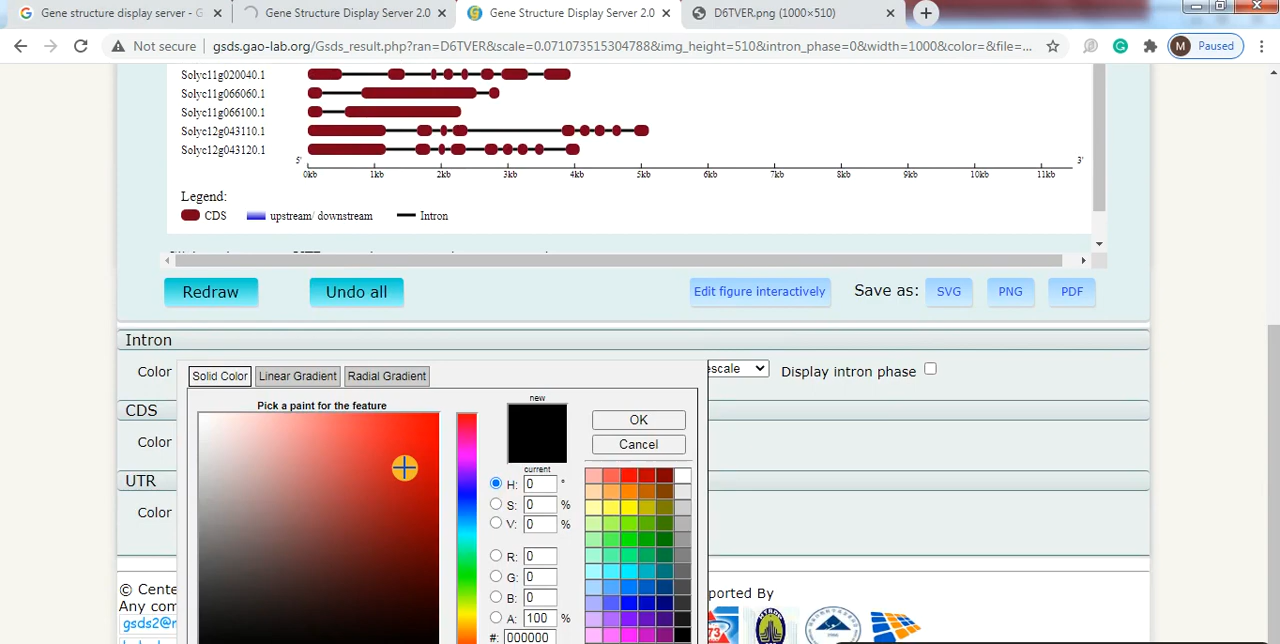 Gene structure display server - G
Gene Structure Display Server 2.0
Gene Structure Display Server 2.0
D6TVER.png (1000×510)
Not secure
gsds.gao-lab.org/Gsds_result.php?ran=D6TVER&scale=0.071073515304788&img_height=510&intron_phase=0&width=1000&color=&file=...
M Paused
Solyc11g020040.1
Solyc11g066060.1
Solyc11g066100.1
Solyc12g043110.1
Solyc12g043120.1
5' 3'
0kb 1kb 2kb 3kb 4kb 5kb 6kb 7kb 8kb 9kb 10kb 11kb
Legend:
CDS upstream/ downstream Intron
Redraw Undo all Edit figure interactively Save as: SVG PNG PDF
Intron
Color escale Display intron phase
CDS
Color
UTR
Color
Solid Color Linear Gradient Radial Gradient
Pick a paint for the feature
new
current
OK
Cancel
H: 0 °
S: 0 %
V: 0 %
R: 0
G: 0
B: 0
A: 100 %
#: 000000
© Cente
Any com
gsds2@r
ported By
73